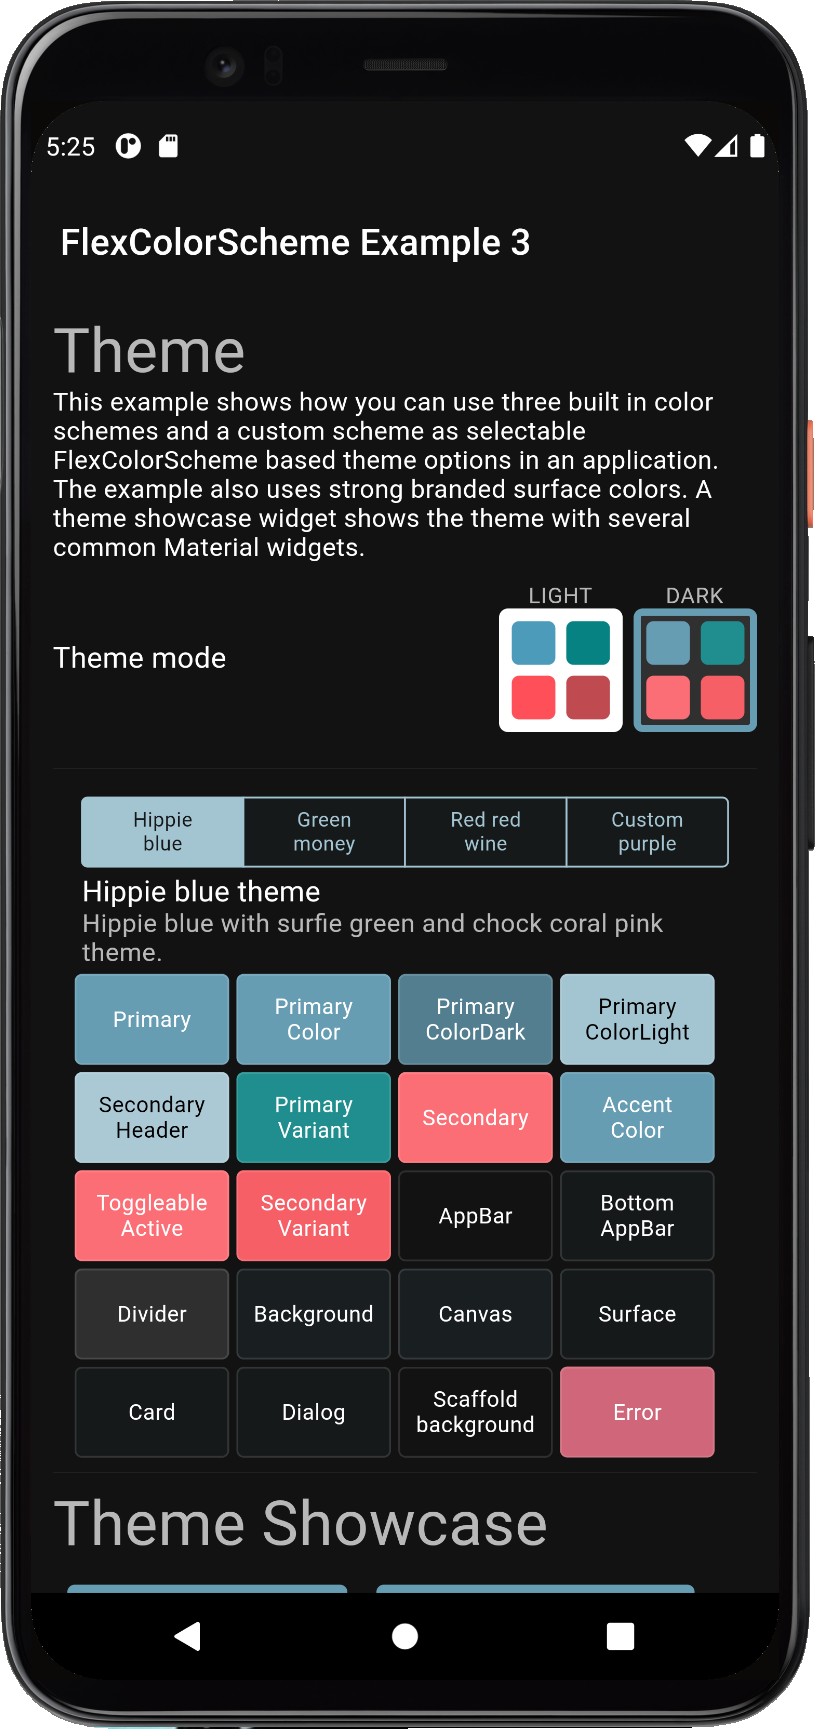 5:25
FlexColorScheme Example 3
Theme
This example shows how you can use three built in color
schemes and a custom scheme as selectable
FlexColorScheme based theme options in an application.
The example also uses strong branded surface colors. A
theme showcase widget shows the theme with several
common Material widgets.
LIGHT DARK
Theme mode
Hippie blue
Green money
Red red wine
Custom purple
Hippie blue theme
Hippie blue with surfie green and chock coral pink
theme.
Primary
Primary Color
Primary ColorDark
Primary ColorLight
Secondary Header
Primary Variant
Secondary
Accent Color
Toggleable Active
Secondary Variant
AppBar
Bottom AppBar
Divider
Background
Canvas
Surface
Card
Dialog
Scaffold background
Error
Theme Showcase